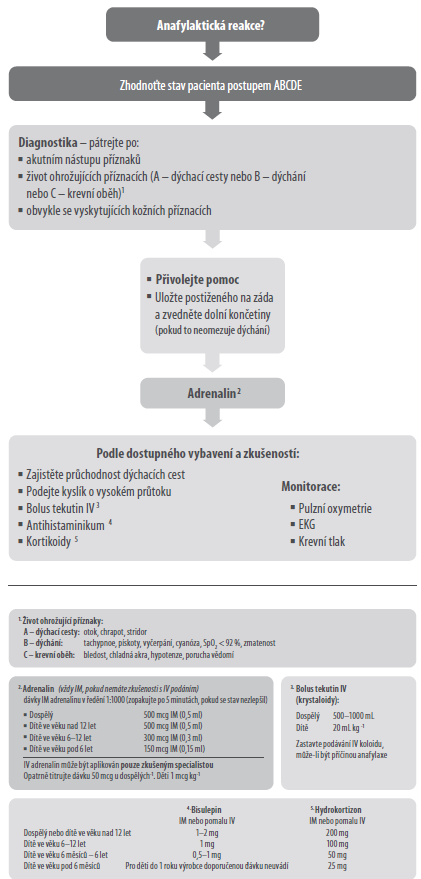 Anafylaktická reakce?
Zhodnoťte stav pacienta postupem ABCDE
Diagnostika – pátrejte po:
▪ akutním nástupu příznaků
▪ život ohrožujících příznacích (A – dýchací cesty nebo B – dýchání
nebo C – krevní oběh)¹
▪ obvykle se vyskytujících kožních příznacích
▪ Přivolejte pomoc
▪ Uložte postiženého na záda
a zvedněte dolní končetiny
(pokud to neomezuje dýchání)
Adrenalin ²
Podle dostupného vybavení a zkušeností:
▪ Zajistěte průchodnost dýchacích cest
▪ Podejte kyslík o vysokém průtoku
▪ Bolus tekutin IV ³
▪ Antihistaminikum ⁴
▪ Kortikoidy ⁵
Monitorace:
▪ Pulzní oxymetrie
▪ EKG
▪ Krevní tlak
¹·Život ohrožující příznaky:
A – dýchací cesty: otok, chrapot, stridor
B – dýchání: tachypnoe, pískoty, vyčerpání, cyanóza, SpO₂ < 92 %, zmatenost
C – krevní oběh: bledost, chladná akra, hypotenze, porucha vědomí
²·Adrenalin (vždy IM, pokud nemáte zkušenosti s IV podáním)
dávky IM adrenalinu v ředění 1:1000 (zopakujte po 5 minutách, pokud se stav nezlepšil)
▪ Dospělý 500 mcg IM (0,5 ml)
▪ Dítě ve věku nad 12 let 500 mcg IM (0,5 ml)
▪ Dítě ve věku 6–12 let 300 mcg IM (0,3 ml)
▪ Dítě ve věku pod 6 let 150 mcg IM (0,15 ml)
IV adrenalin může být aplikován pouze zkušeným specialistou
Opatrně titrujte dávku 50 mcg u dospělých¹. Děti 1 mcg kg⁻¹
³· Bolus tekutin IV
(krystaloidy):
Dospělý 500–1000 mL
Dítě 20 mL kg⁻¹
Zastavte podávání IV koloidu,
může-li být příčinou anafylaxe
⁴·Bisulepin ⁵·Hydrokortizon
IM nebo pomalu IV IM nebo pomalu IV
Dospělý nebo dítě ve věku nad 12 let 1–2 mg 200 mg
Dítě ve věku 6–12 let 1 mg 100 mg
Dítě ve věku 6 měsíců – 6 let 0,5–1 mg 50 mg
Dítě ve věku pod 6 měsíců Pro děti do 1 roku výrobce doporučenou dávku neuvádí 25 mg